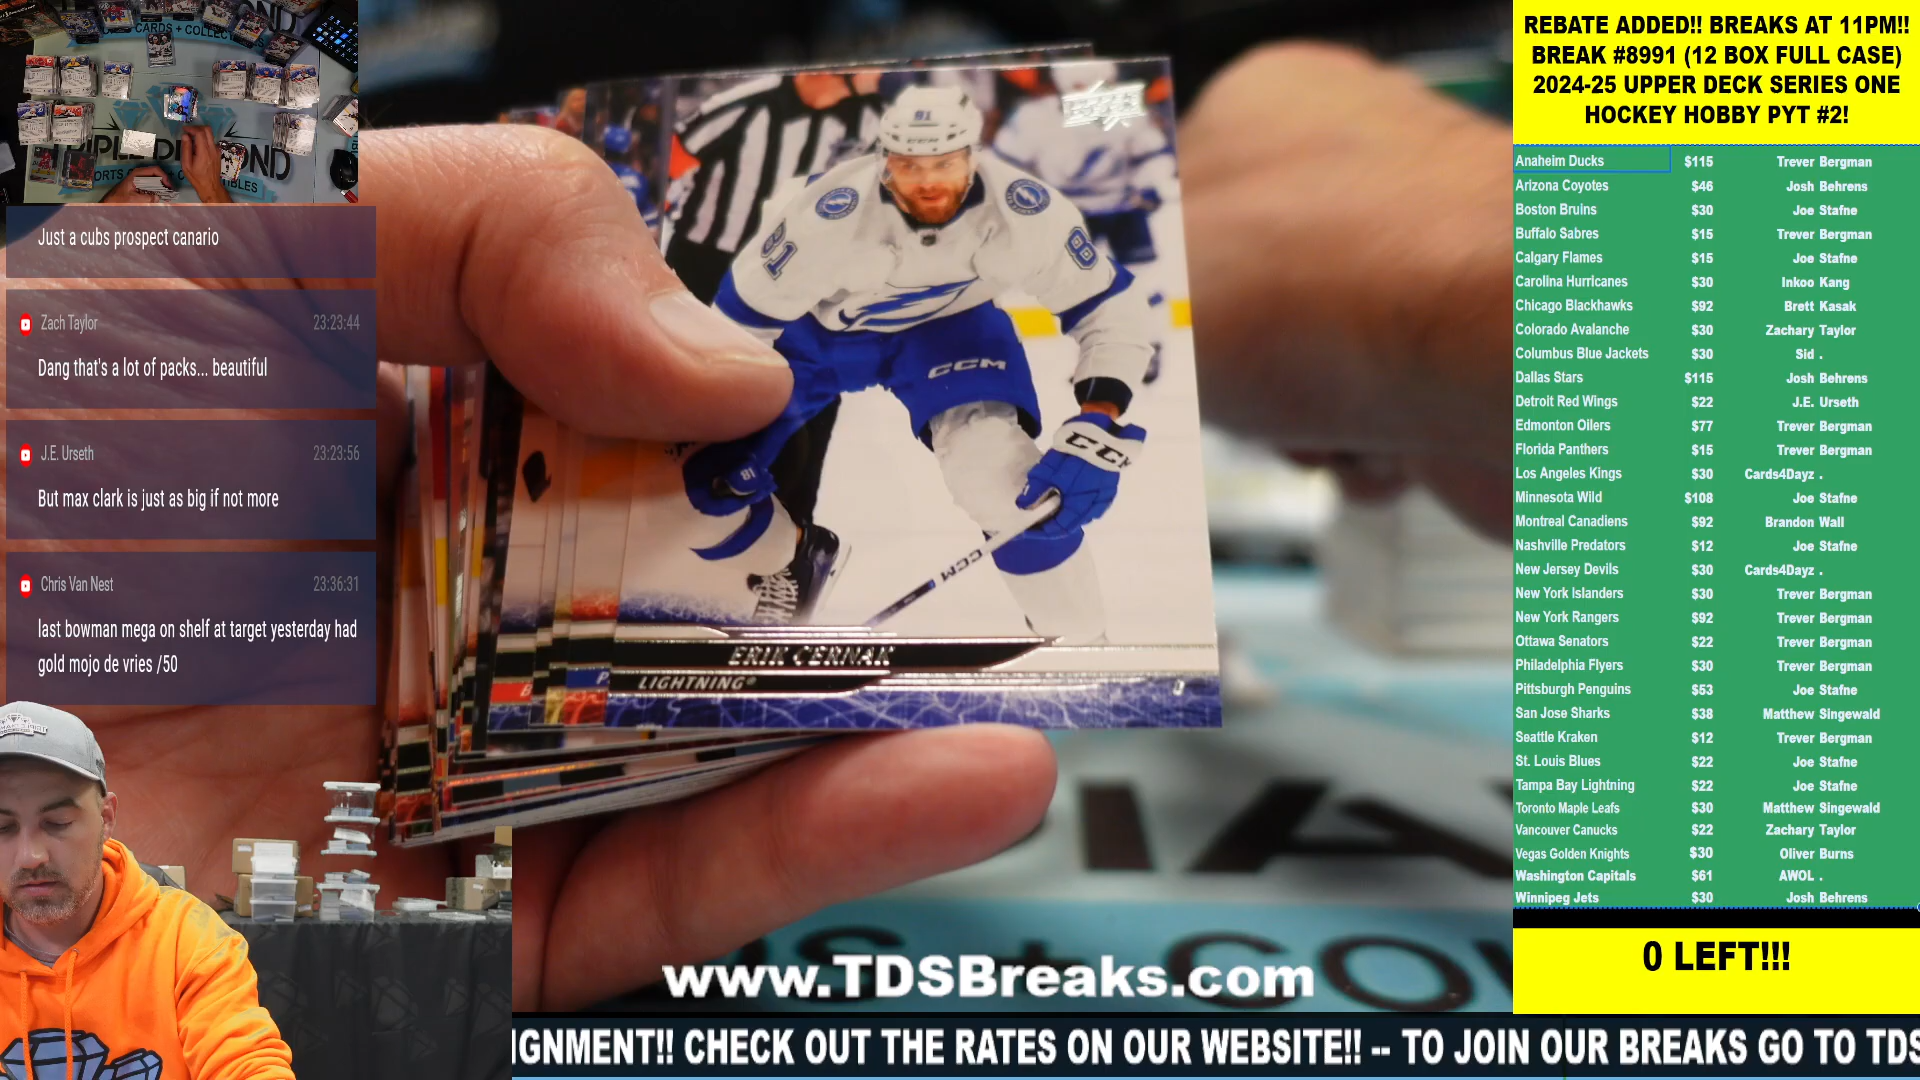 Just a cubs prospect canario
Zach Taylor 23:23:44
Dang that's a lot of packs... beautiful
J.E. Urseth 23:23:56
But max clark is just as big if not more
Chris Van Nest 23:36:31
last bowman mega on shelf at target yesterday had
gold mojo de vries /50
81
81
8
CCM
CCM
CCM
ERIK CERNAK
LIGHTNING
www.TDSBreaks.com
REBATE ADDED!! BREAKS AT 11PM!!
BREAK #8991 (12 BOX FULL CASE)
2024-25 UPPER DECK SERIES ONE
HOCKEY HOBBY PYT #2!
Anaheim Ducks $115 Trever Bergman
Arizona Coyotes $46 Josh Behrens
Boston Bruins $30 Joe Stafne
Buffalo Sabres $15 Trever Bergman
Calgary Flames $15 Joe Stafne
Carolina Hurricanes $30 Inkoo Kang
Chicago Blackhawks $92 Brett Kasak
Colorado Avalanche $30 Zachary Taylor
Columbus Blue Jackets $30 Sid .
Dallas Stars $115 Josh Behrens
Detroit Red Wings $22 J.E. Urseth
Edmonton Oilers $77 Trever Bergman
Florida Panthers $15 Trever Bergman
Los Angeles Kings $30 Cards4Dayz .
Minnesota Wild $108 Joe Stafne
Montreal Canadiens $92 Brandon Wall
Nashville Predators $12 Joe Stafne
New Jersey Devils $30 Cards4Dayz .
New York Islanders $30 Trever Bergman
New York Rangers $92 Trever Bergman
Ottawa Senators $22 Trever Bergman
Philadelphia Flyers $30 Trever Bergman
Pittsburgh Penguins $53 Joe Stafne
San Jose Sharks $38 Matthew Singewald
Seattle Kraken $12 Trever Bergman
St. Louis Blues $22 Joe Stafne
Tampa Bay Lightning $22 Joe Stafne
Toronto Maple Leafs $30 Matthew Singewald
Vancouver Canucks $22 Zachary Taylor
Vegas Golden Knights $30 Oliver Burns
Washington Capitals $61 AWOL .
Winnipeg Jets $30 Josh Behrens
0 LEFT!!!
IGNMENT!! CHECK OUT THE RATES ON OUR WEBSITE!! -- TO JOIN OUR BREAKS GO TO TDS